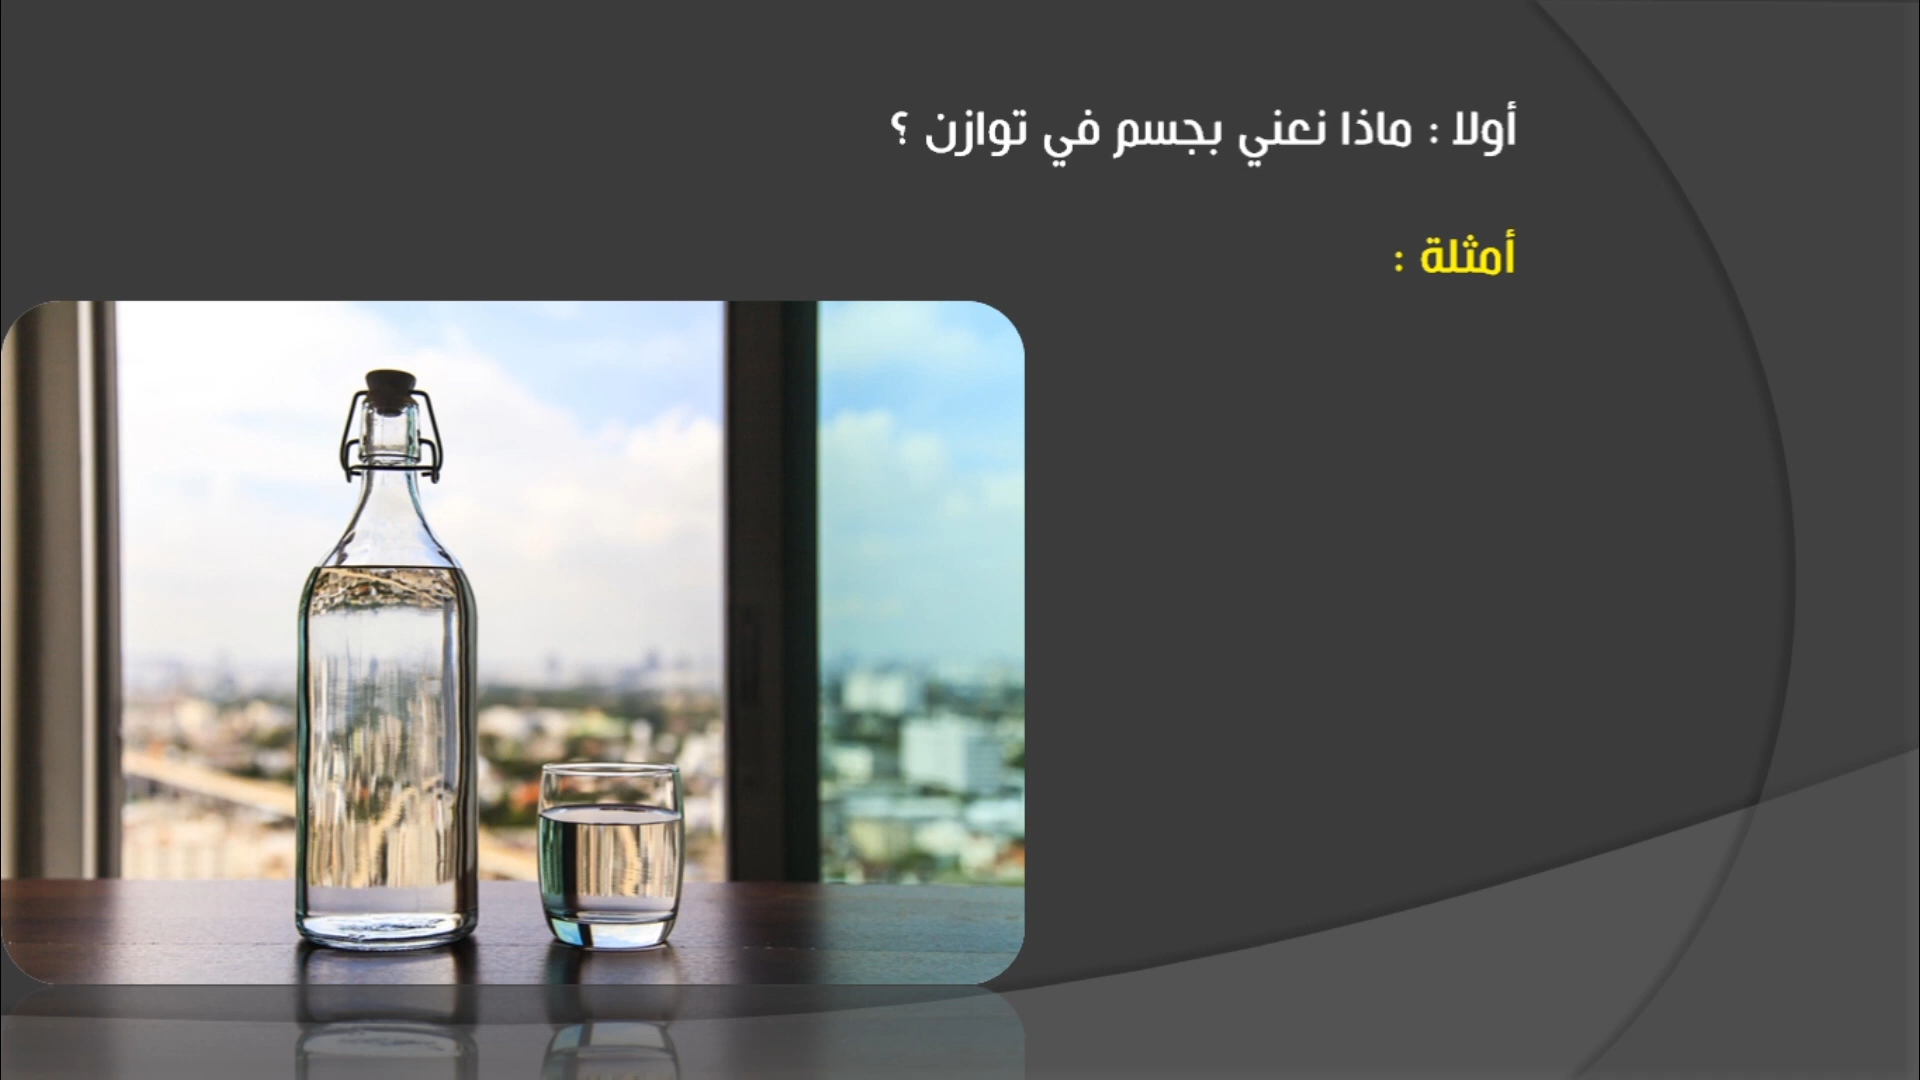 أولا : ماذا نعني بجسم في توازن ؟
أمثلة :